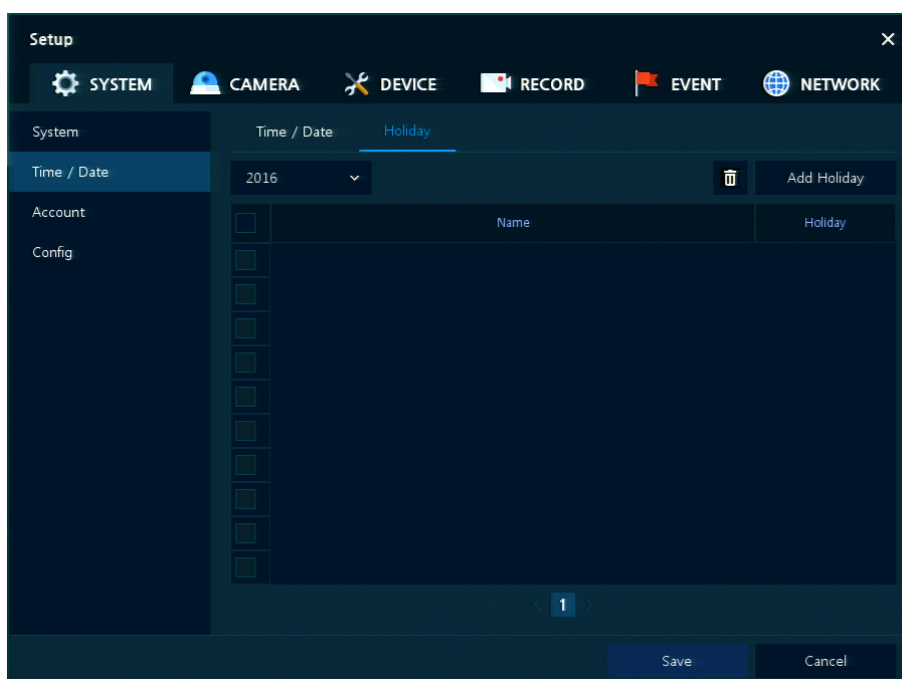 Setup
SYSTEM CAMERA DEVICE RECORD EVENT NETWORK
System
Time / Date
Account
Config
Time / Date Holiday
2016 Add Holiday
Name Holiday
1
Save Cancel